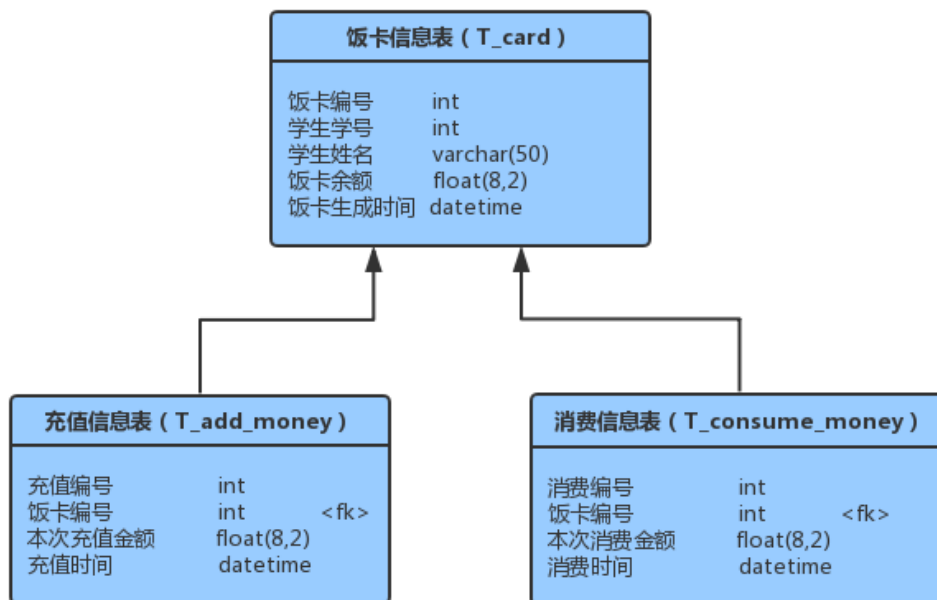 饭卡信息表（T_card）
饭卡编号 int
学生学号 int
学生姓名 varchar(50)
饭卡余额 float(8,2)
饭卡生成时间 datetime
充值信息表（T_add_money）
充值编号 int
饭卡编号 int <fk>
本次充值金额 float(8,2)
充值时间 datetime
消费信息表（T_consume_money）
消费编号 int
饭卡编号 int <fk>
本次消费金额 float(8,2)
消费时间 datetime